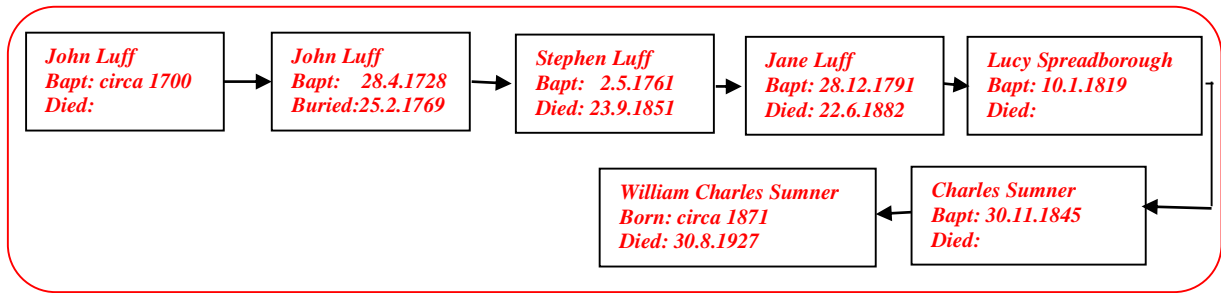 John Luff
Bapt: circa 1700
Died:
John Luff
Bapt: 28.4.1728
Buried:25.2.1769
Stephen Luff
Bapt: 2.5.1761
Died: 23.9.1851
Jane Luff
Bapt: 28.12.1791
Died: 22.6.1882
Lucy Spreadborough
Bapt: 10.1.1819
Died:
Charles Sumner
Bapt: 30.11.1845
Died:
William Charles Sumner
Born: circa 1871
Died: 30.8.1927